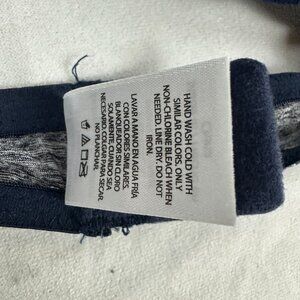 HAND WASH COLD WITH
SIMILAR COLORS. ONLY
NON-CHLORINE BLEACH WHEN
NEEDED. LINE DRY. DO NOT
IRON.
LAVAR A MANO EN AGUA FRÍA
CON COLORES SIMILARES.
BLANQUEADOR SIN CLORO
SOLAMENTE, CUANDO SEA
NECESARIO. COLGAR PARA SECAR.
NO PLANCHAR.